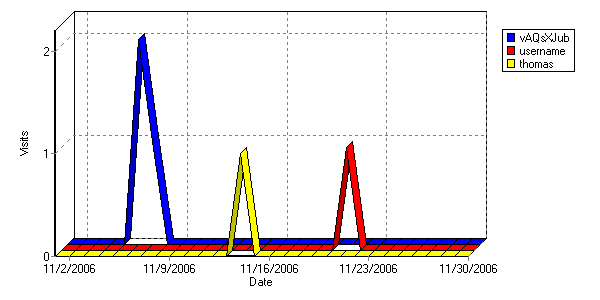 2
1
0
Visits
11/2/2006 11/9/2006 11/16/2006 11/23/2006 11/30/2006
Date
vAQsXJub
username
thomas